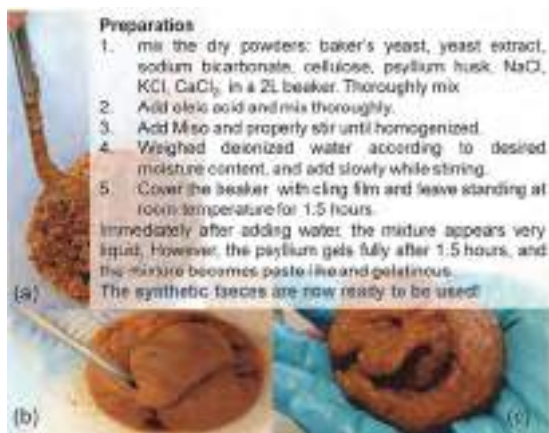 Preparation
1. mix the dry powders: baker's yeast, yeast extract,
sodium bicarbonate, cellulose, psyllium husk, NaCl,
KCl, CaCl₂, in a 2L beaker. Thoroughly mix
2. Add oleic acid and mix thoroughly.
3. Add Miso and properly stir until homogenized.
4. Weighed deionized water according to desired
moisture content, and add slowly while stirring.
5. Cover the beaker with cling film and leave standing at
room temperature for 1.5 hours.
Immediately after adding water, the mixture appears very
liquid. However, the psyllium gels fully after 1.5 hours, and
the mixture becomes paste like and gelatinous.
(a)
The synthetic faeces are now ready to be used!
(b)
(c)